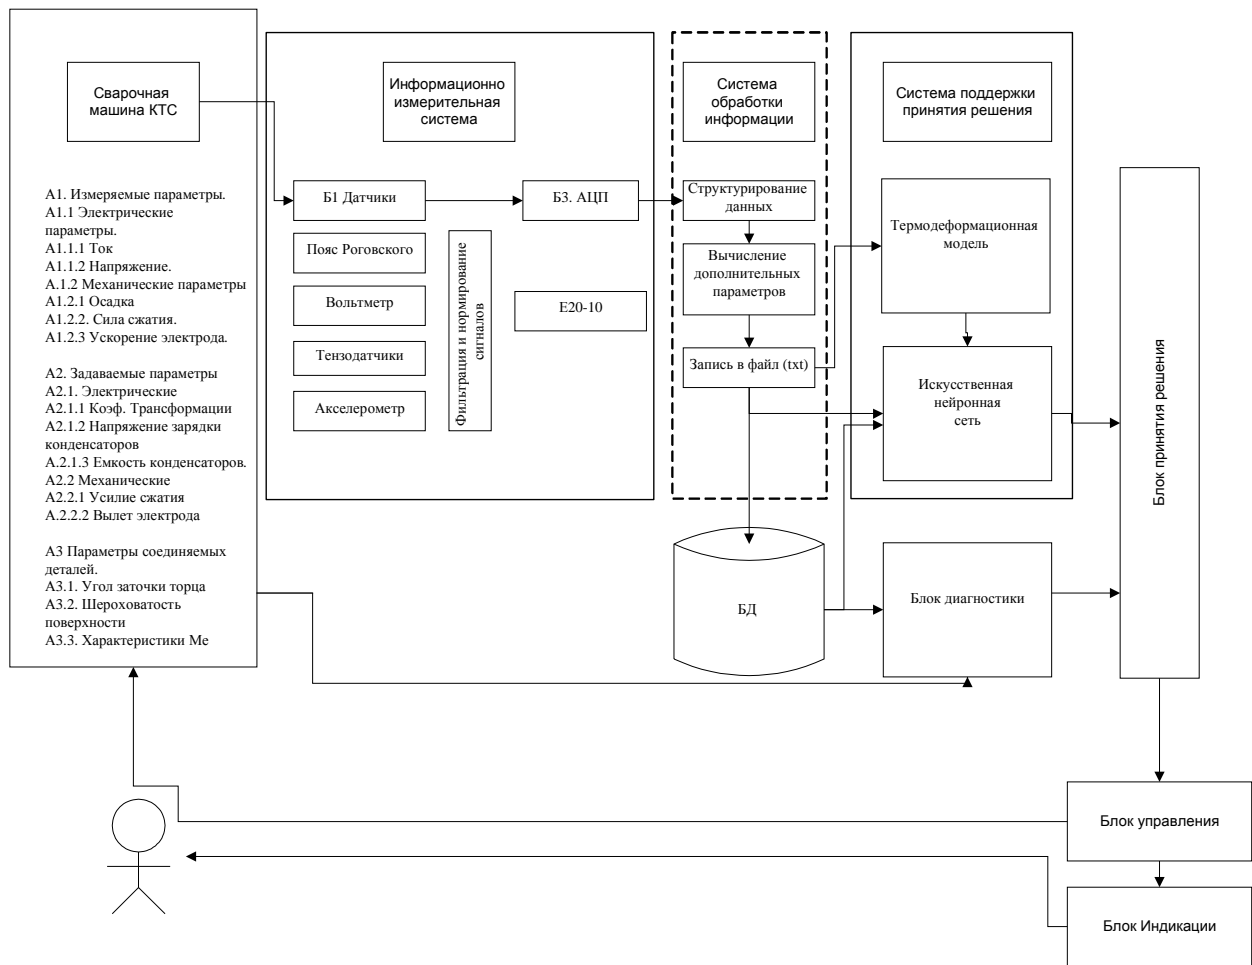 Сварочная
машина КТС
А1. Измеряемые параметры.
А1.1 Электрические
параметры.
А1.1.1 Ток
А1.1.2 Напряжение.
А.1.2 Механические параметры
А1.2.1 Осадка
А1.2.2. Сила сжатия.
А1.2.3 Ускорение электрода.
А2. Задаваемые параметры
А2.1. Электрические
А2.1.1 Коэф. Трансформации
А2.1.2 Напряжение зарядки
конденсаторов
А.2.1.3 Емкость конденсаторов.
А2.2 Механические
А2.2.1 Усилие сжатия
А.2.2.2 Вылет электрода
А3 Параметры соединяемых
деталей.
А3.1. Угол заточки торца
А3.2. Шероховатость
поверхности
А3.3. Характеристики Ме
Информационно
измерительная
система
Б1 Датчики
Пояс Роговского
Вольтметр
Тензодатчики
Акселерометр
Фильтрация и нормирование
сигналов
Б3. АЦП
Е20-10
Система
обработки
информации
Структурирование
данных
Вычисление
дополнительных
параметров
Запись в файл (txt)
БД
Система поддержки
принятия решения
Термодеформационная
модель
Искусственная
нейронная
сеть
Блок диагностики
Блок принятия решения
Блок управления
Блок Индикации